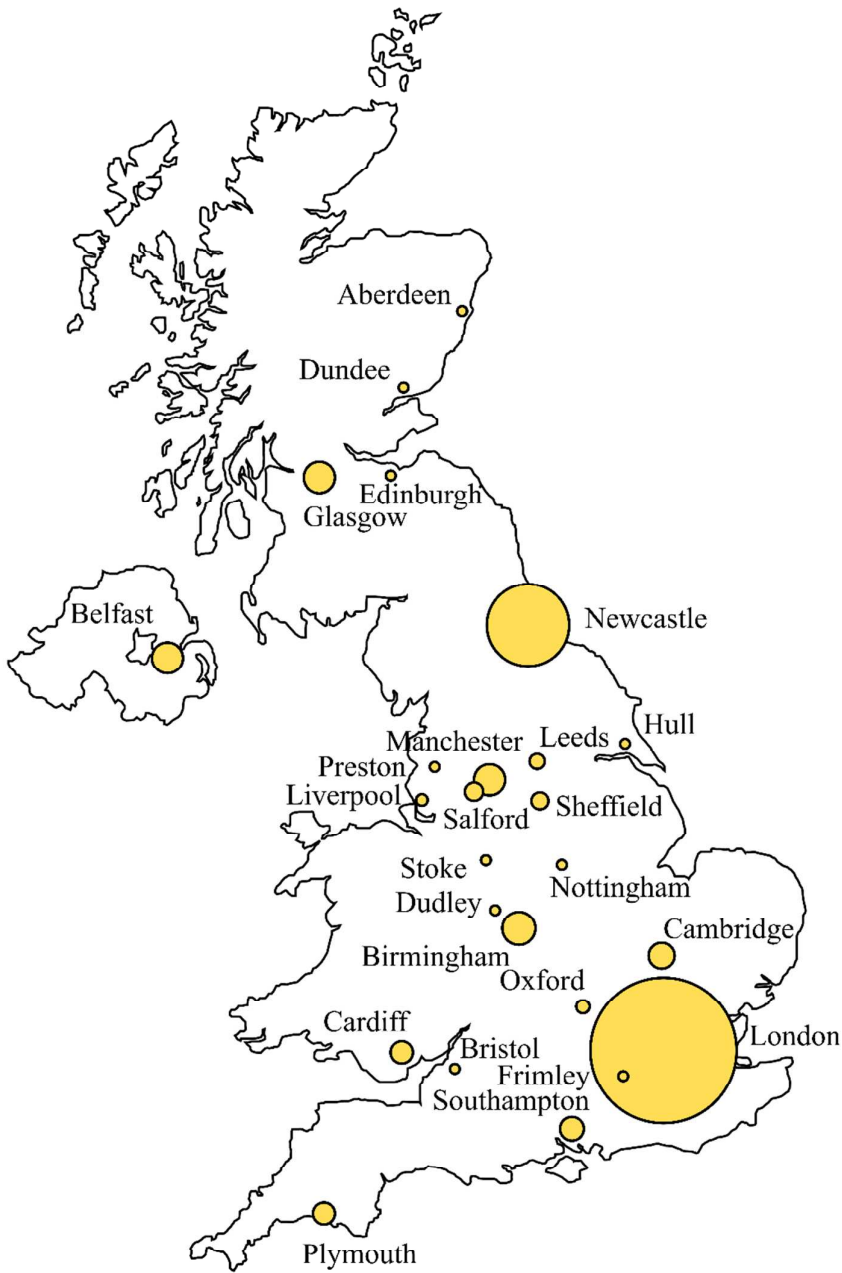 Aberdeen
Dundee
Edinburgh
Glasgow
Belfast
Newcastle
Hull
Leeds
Manchester
Preston
Liverpool
Salford
Sheffield
Stoke
Nottingham
Dudley
Birmingham
Cambridge
Oxford
Cardiff
London
Bristol
Frimley
Southampton
Plymouth